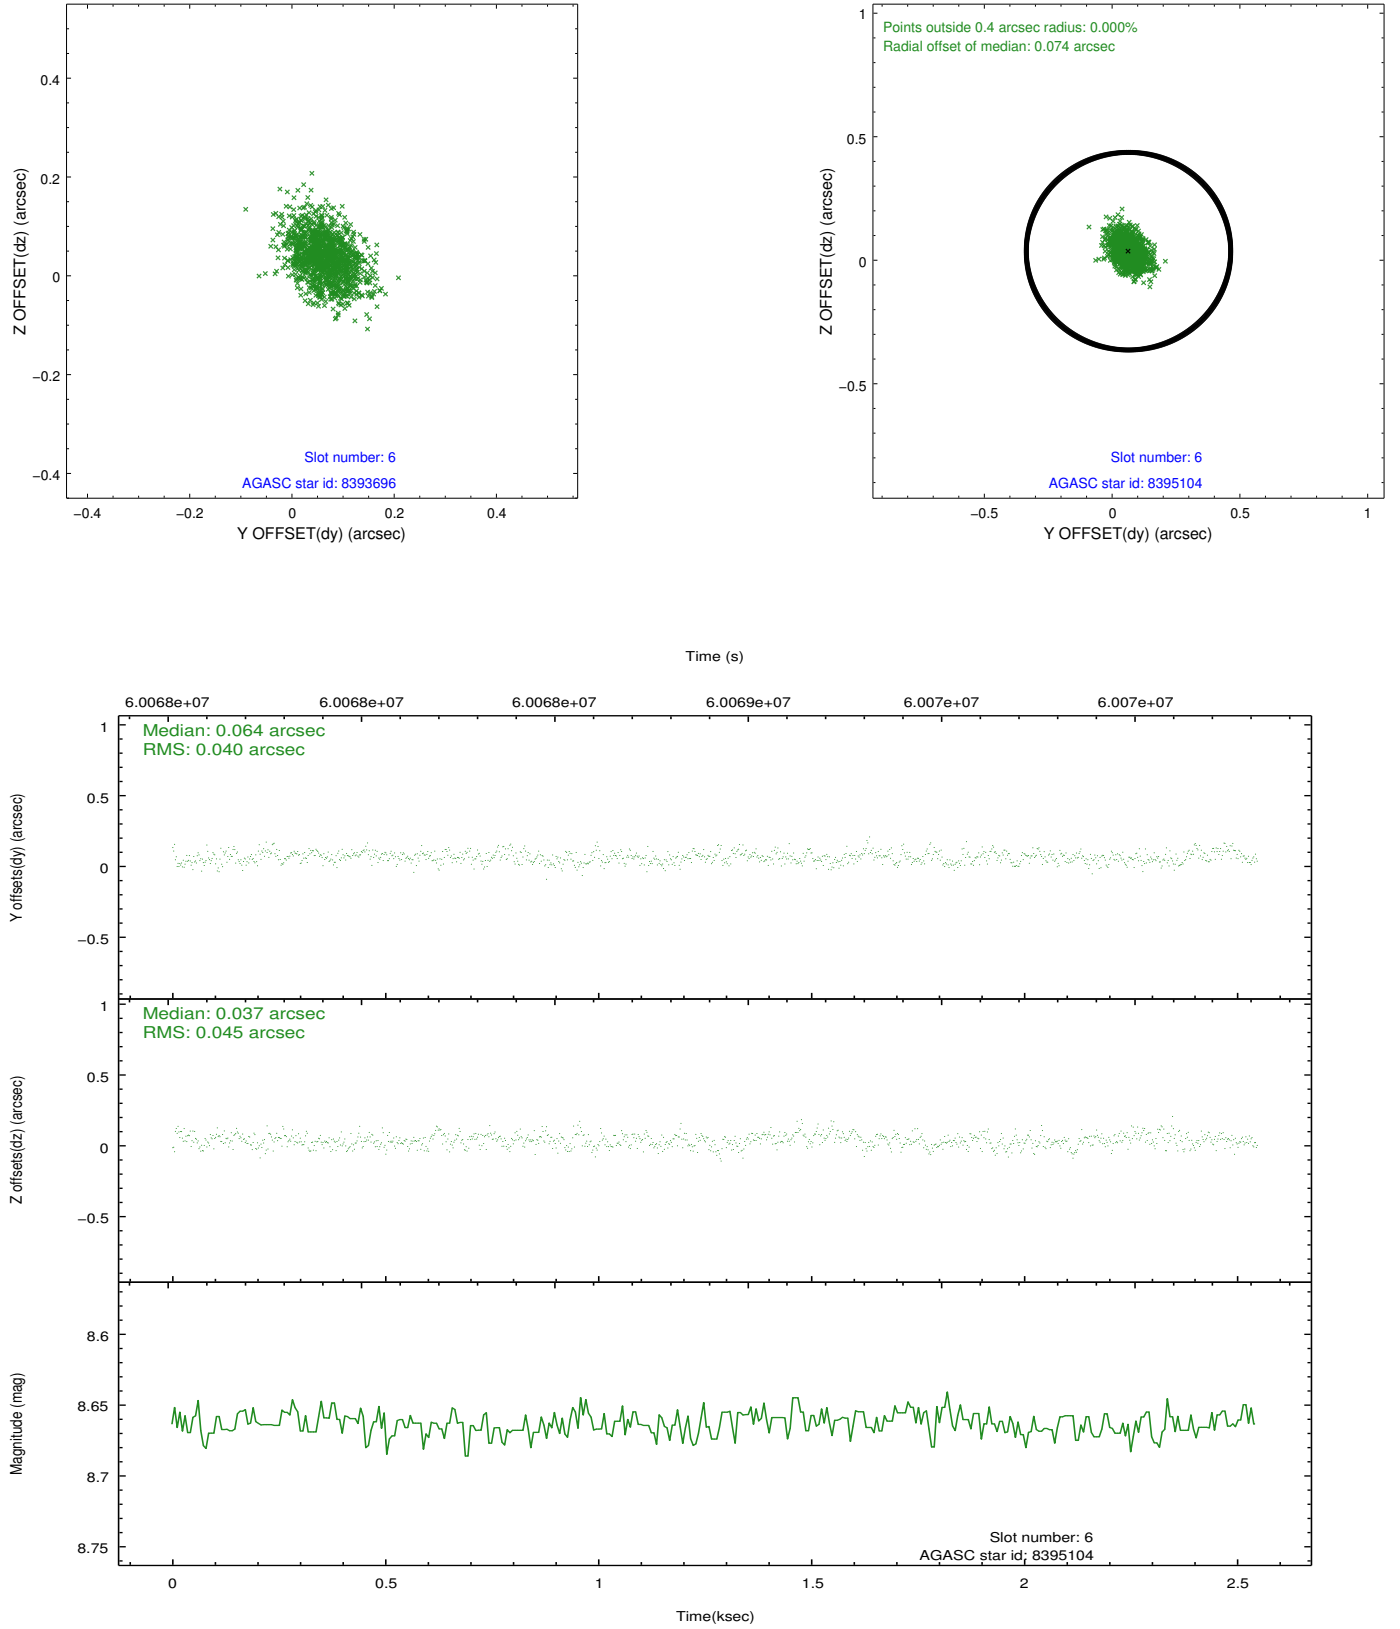 0.4
0.2
0
−0.2
−0.4
Z OFFSET(dz) (arcsec)
Slot number: 6
AGASC star id: 8393696
−0.4 −0.2 0 0.2 0.4
Y OFFSET(dy) (arcsec)
Points outside 0.4 arcsec radius: 0.000%
Radial offset of median: 0.074 arcsec
1
0.5
0
−0.5
Z OFFSET(dz) (arcsec)
Slot number: 6
AGASC star id: 8395104
−0.5 0 0.5 1
Y OFFSET(dy) (arcsec)
Time (s)
6.0068e+07 6.0068e+07 6.0068e+07 6.0069e+07 6.007e+07 6.007e+07
Median: 0.064 arcsec
RMS: 0.040 arcsec
1
0.5
0
−0.5
Y offsets(dy) (arcsec)
Median: 0.037 arcsec
RMS: 0.045 arcsec
1
0.5
0
−0.5
Z offsets(dz) (arcsec)
8.6
8.65
8.7
8.75
Magnitude (mag)
Slot number: 6
AGASC star id: 8395104
0 0.5 1 1.5 2 2.5
Time(ksec)